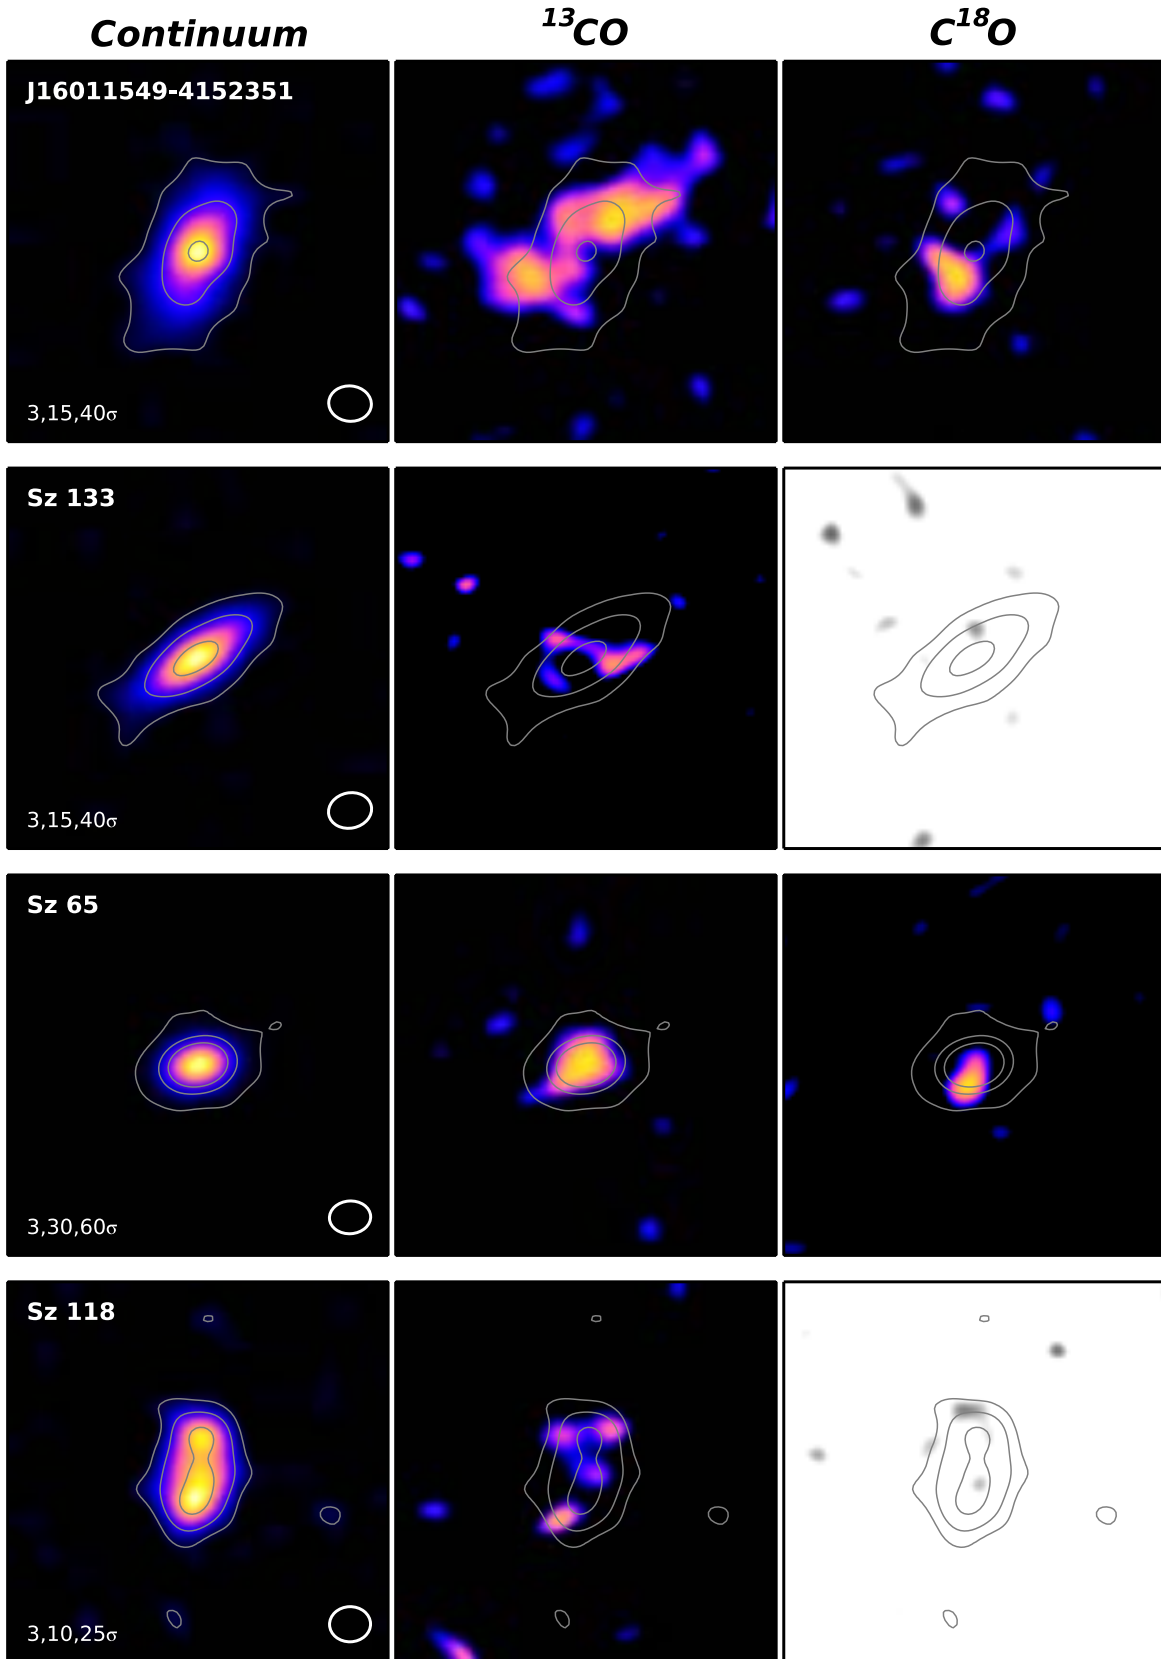 Continuum ¹³CO C¹⁸O
J16011549-4152351
3,15,40σ
Sz 133
3,15,40σ
Sz 65
3,30,60σ
Sz 118
3,10,25σ